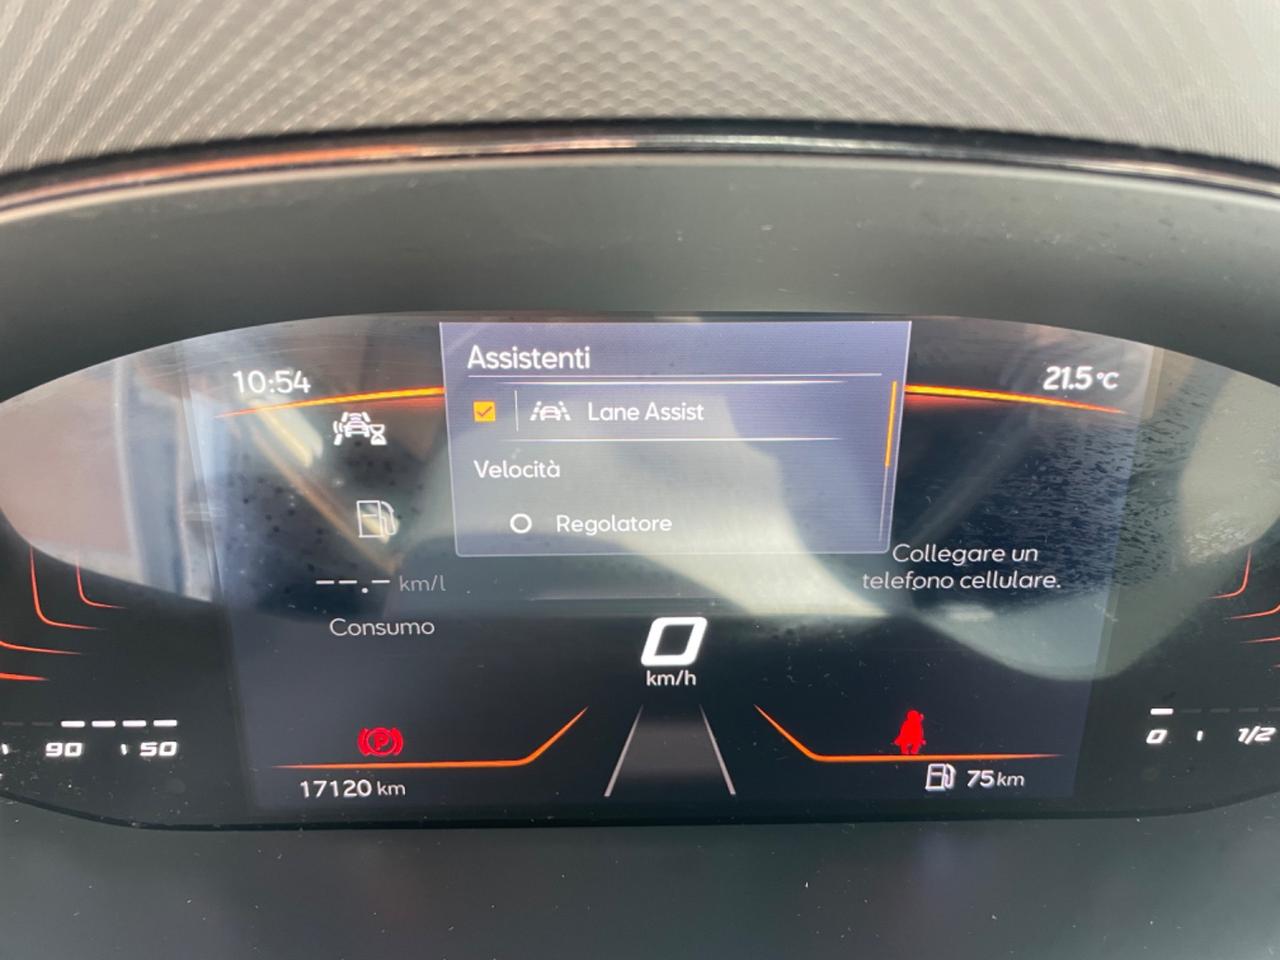 Assistenti
10:54
21.5°C
Lane Assist
Velocità
Regolatore
Collegare un
telefono cellulare.
--.- km/l
Consumo
0
km/h
90 50
0 1/2
P
17120 km
75 km